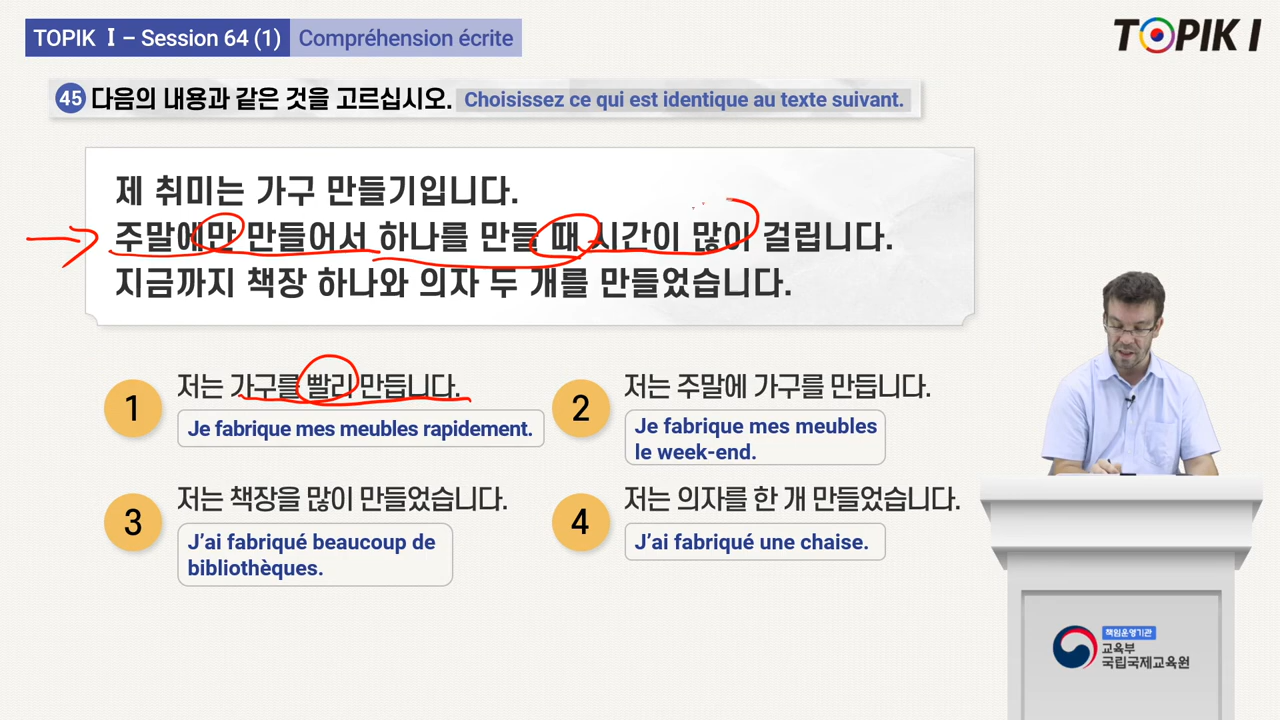 TOPIK Ⅰ – Session 64 (1) Compréhension écrite
TOPIK I
45 다음의 내용과 같은 것을 고르십시오. Choisissez ce qui est identique au texte suivant.
제 취미는 가구 만들기입니다.
주말에만 만들어서 하나를 만들 때 시간이 많이 걸립니다.
지금까지 책장 하나와 의자 두 개를 만들었습니다.
1 저는 가구를 빨리 만듭니다.
Je fabrique mes meubles rapidement.
2 저는 주말에 가구를 만듭니다.
Je fabrique mes meubles
le week-end.
3 저는 책장을 많이 만들었습니다.
J’ai fabriqué beaucoup de
bibliothèques.
4 저는 의자를 한 개 만들었습니다.
J’ai fabriqué une chaise.
책임운영기관
교육부
국립국제교육원